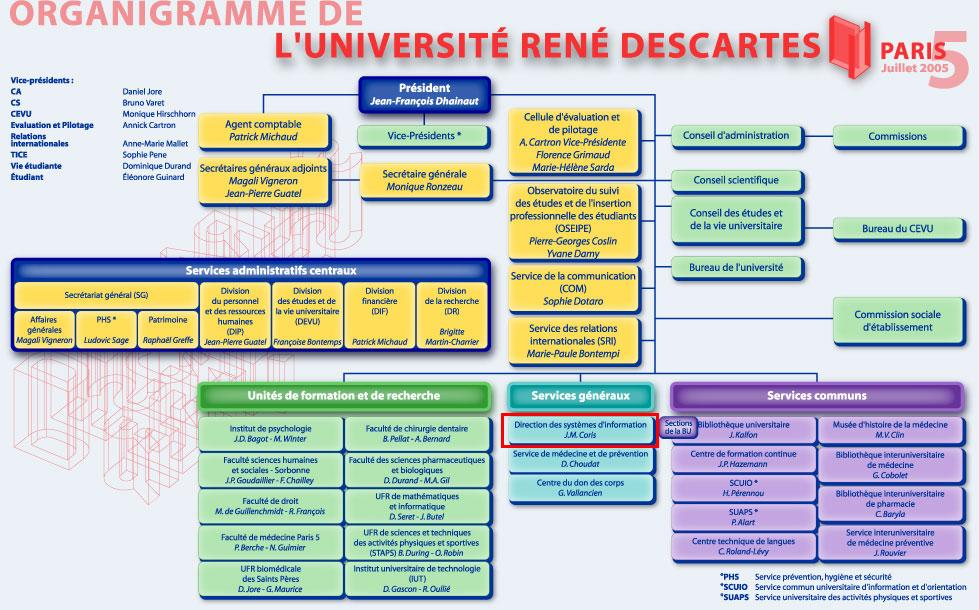 ORGANIGRAMME DE
L'UNIVERSITÉ RENÉ DESCARTES
PARIS 5
Juillet 2005
Vice-présidents :
CA Daniel Jore
CS Bruno Varet
CEVU Monique Hirschhorn
Evaluation et Pilotage Annick Cartron
Relations
internationales Anne-Marie Mallet
TICE Sophie Pene
Vie étudiante Dominique Durand
Étudiant Éléonore Guinard
Président
Jean-François Dhainaut
Vice-Présidents *
Agent comptable
Patrick Michaud
Secrétaires généraux adjoints
Magali Vigneron
Jean-Pierre Guatel
Secrétaire générale
Monique Ronzeau
Cellule d'évaluation et
de pilotage
A. Cartron Vice-Présidente
Florence Grimaud
Marie-Hélène Sarda
Observatoire du suivi
des études et de l'insertion
professionnelle des étudiants
(OSEIPE)
Pierre-Georges Coslin
Yvane Damy
Service de la communication
(COM)
Sophie Dotaro
Service des relations
internationales (SRI)
Marie-Paule Bontempi
Conseil d'administration
Commissions
Conseil scientifique
Conseil des études et
de la vie universitaire
Bureau du CEVU
Bureau de l'université
Commission sociale
d'établissement
Services administratifs centraux
Secrétariat général (SG)
Affaires
générales
Magali Vigneron
PHS *
Ludovic Sage
Patrimoine
Raphaël Greffe
Division
du personnel
et des ressources
humaines
(DIP)
Jean-Pierre Guatel
Division
des études et de
la vie universitaire
(DEVU)
Françoise Bontemps
Division
financière
(DIF)
Patrick Michaud
Division
de la recherche
(DR)
Brigitte
Martin-Charrier
Unités de formation et de recherche
Institut de psychologie
J.D. Bagot - M. Winter
Faculté de chirurgie dentaire
B. Pellat - A. Bernard
Faculté sciences humaines
et sociales - Sorbonne
J.P. Goudaillier - F. Chailley
Faculté des sciences pharmaceutiques
et biologiques
D. Durand - M.A. Gil
Faculté de droit
M. de Guillenchmidt - R. François
UFR de mathématiques
et informatique
D. Seret - J. Butel
Faculté de médecine Paris 5
P. Berche - N. Guimier
UFR de sciences et techniques
des activités physiques et sportives
(STAPS) B. During - O. Robin
UFR biomédicale
des Saints Pères
D. Jore - G. Maurice
Institut universitaire de technologie
(IUT)
D. Gascon - R. Oullié
Services généraux
Direction des systèmes d'information
J.M. Coris
Service de médecine et de prévention
D. Choudat
Centre du don des corps
G. Vallancien
Services communs
Sections
de la BU
Bibliothèque universitaire
J. Kalfon
Musée d'histoire de la médecine
M.V. Clin
Centre de formation continue
J.P. Hazemann
Bibliothèque interuniversitaire
de médecine
G. Cobolet
SCUIO *
H. Pérennou
Bibliothèque interuniversitaire
de pharmacie
C. Baryla
SUAPS *
P. Alart
Centre technique de langues
C. Roland-Lévy
Service interuniversitaire
de médecine préventive
J. Rouvier
*PHS Service prévention, hygiène et sécurité
*SCUIO Service commun universitaire d'information et d'orientation
*SUAPS Service universitaire des activités physiques et sportives